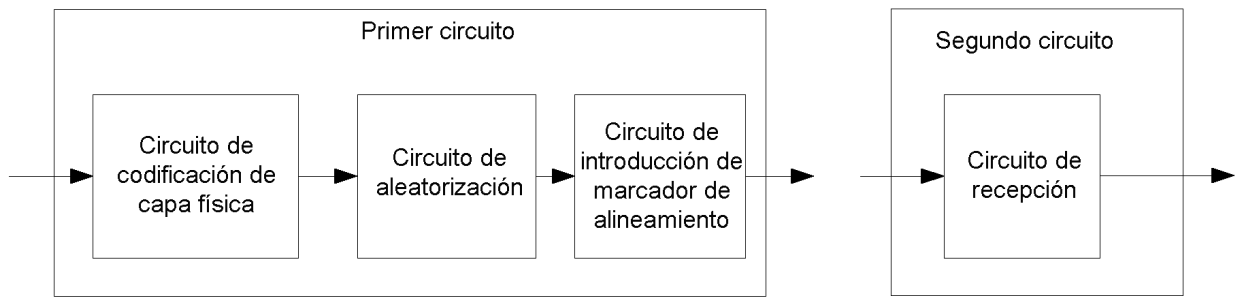 Primer circuito
Circuito de
codificación de
capa física
Circuito de
aleatorización
Circuito de
introducción de
marcador de
alineamiento
Segundo circuito
Circuito de
recepción